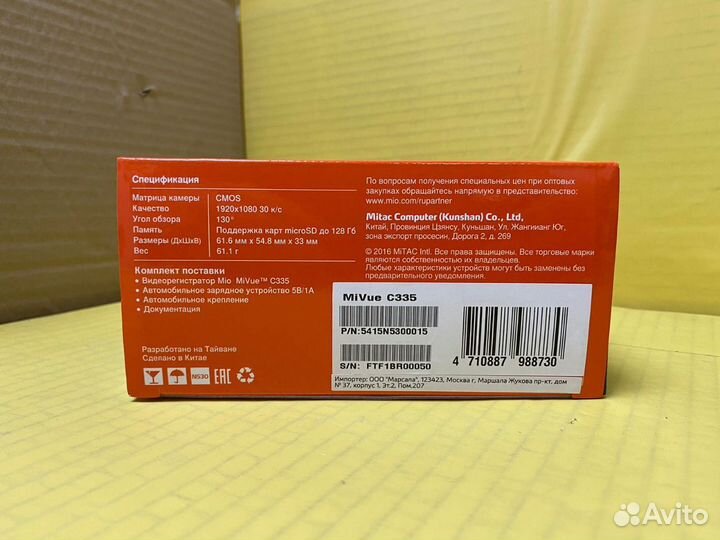 Спецификация
Матрица камеры CMOS
Качество 1920x1080 30 к/с
Угол обзора 130°
Память Поддержка карт microSD до 128 Гб
Размеры (ДхШхВ) 61.6 мм x 54.8 мм x 33 мм
Вес 61.1 г
Комплект поставки
• Видеорегистратор Mio MiVue™ C335
• Автомобильное зарядное устройство 5В/1А
• Автомобильное крепление
• Документация
Разработано на Тайване
Сделано в Китае
N530
EAC
По вопросам получения специальных цен при оптовых
закупках обращайтесь напрямую в представительство:
www.mio.com/rupartner
Mitac Computer (Kunshan) Co., Ltd,
Китай, Провинция Цзянсу, Куньшан, Ул. Жангиианг Юг,
зона экспорт просесин, Дорога 2, д. 269
© 2016 MiTAC Intl. Все права защищены. Все торговые марки
являются собственностью их владельцев.
Любые характеристики устройств могут быть заменены без
предварительного уведомления.
MiVue C335
P/N:5415N5300015
S/N: FTF1BR00050
4 710887 988730
Импортер: ООО "Марсала", 123423, Москва г, Маршала Жукова пр-кт, дом
№ 37, корпус 1, Эт.2, Пом.207
Avito